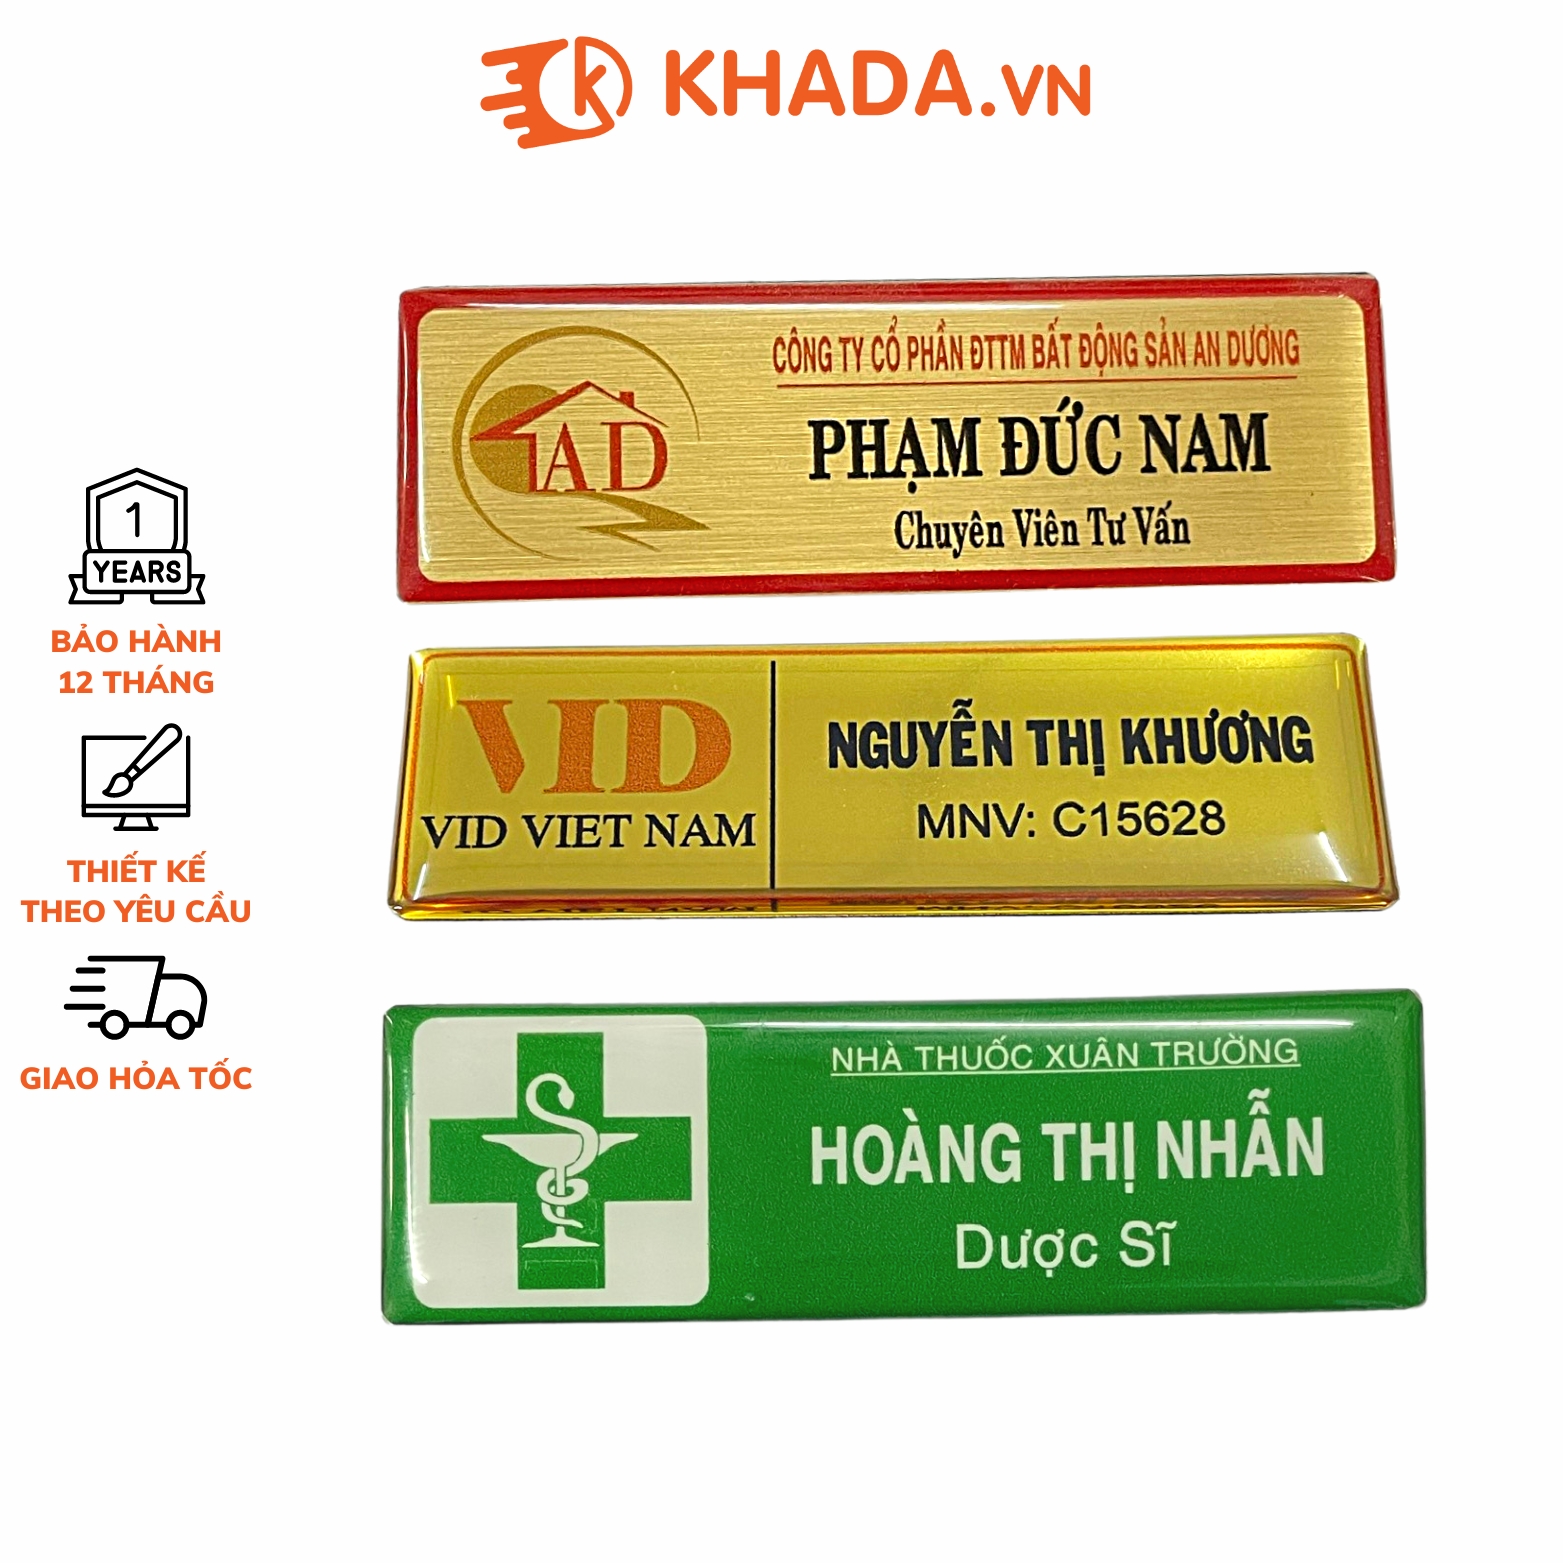 k KHADA.VN
CÔNG TY CỔ PHẦN ĐTTM BẤT ĐỘNG SẢN AN DƯƠNG
AD
PHẠM ĐỨC NAM
Chuyên Viên Tư Vấn
VID
VID VIET NAM
NGUYỄN THỊ KHƯƠNG
MNV: C15628
NHÀ THUỐC XUÂN TRƯỜNG
HOÀNG THỊ NHẪN
Dược Sĩ
1
YEARS
BẢO HÀNH
12 THÁNG
THIẾT KẾ
THEO YÊU CẦU
GIAO HỎA TỐC